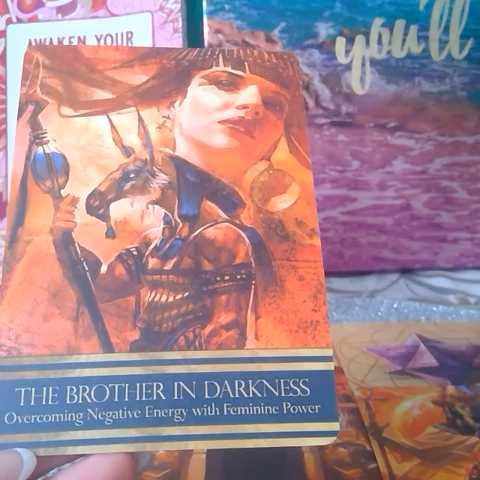 AWAKEN YOUR
you'll
THE BROTHER IN DARKNESS
Overcoming Negative Energy with Feminine Power